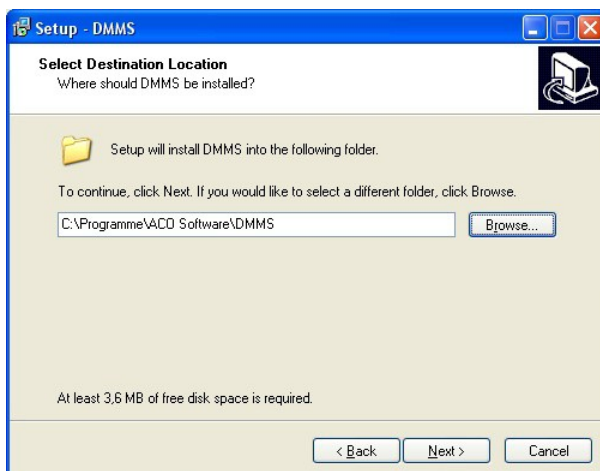 Setup - DMMS
Select Destination Location
Where should DMMS be installed?
Setup will install DMMS into the following folder.
To continue, click Next. If you would like to select a different folder, click Browse.
C:\Programme\ACO Software\DMMS
Browse...
At least 3,6 MB of free disk space is required.
< Back Next > Cancel